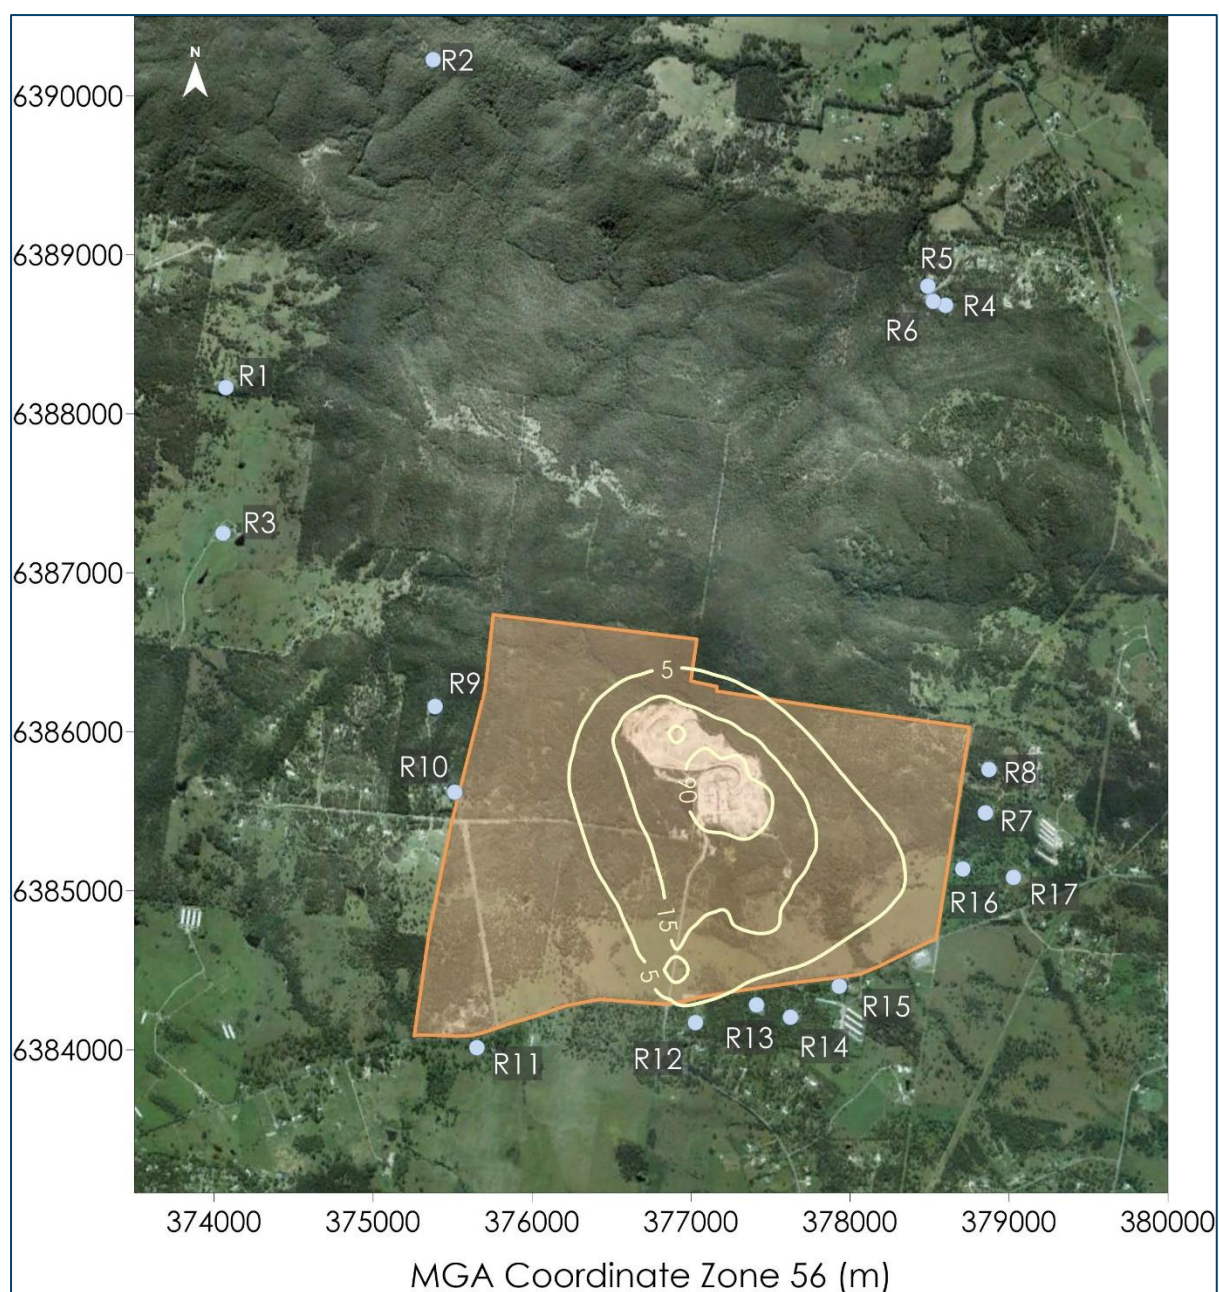 N
R2
6390000
6389000
R5
R4
R6
R1
6388000
R3
6387000
5
R9
6386000
R10
90
R8
R7
6385000
R16
R17
15
5
R15
R13
R14
R12
6384000
R11
374000 375000 376000 377000 378000 379000 380000
MGA Coordinate Zone 56 (m)